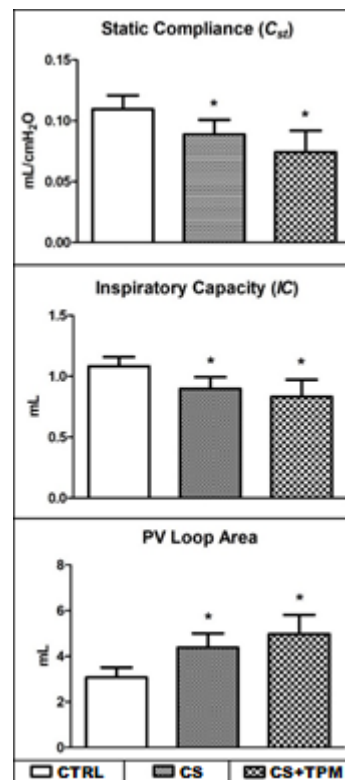 Static Compliance (Cst)
0.15
0.10
0.05
0.00
mL/cmH₂O
*
*
Inspiratory Capacity (IC)
1.5
1.0
0.5
0.0
mL
*
*
PV Loop Area
8
6
4
2
0
mL
*
*
CTRL CS CS+TPM